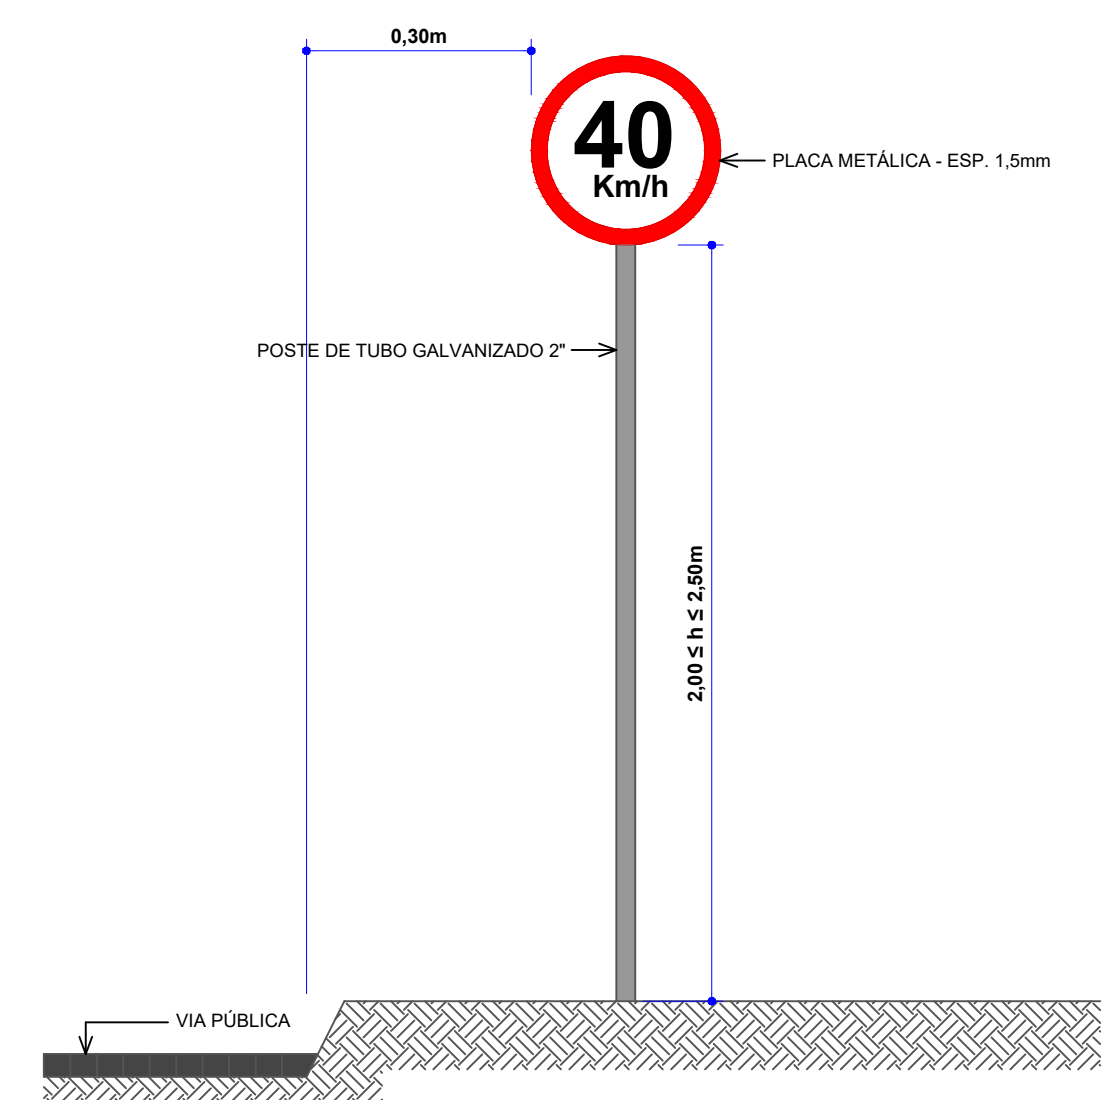 0,30m
40
Km/h
PLACA METÁLICA - ESP. 1,5mm
POSTE DE TUBO GALVANIZADO 2"
2,00 ≤ h ≤ 2,50m
VIA PÚBLICA